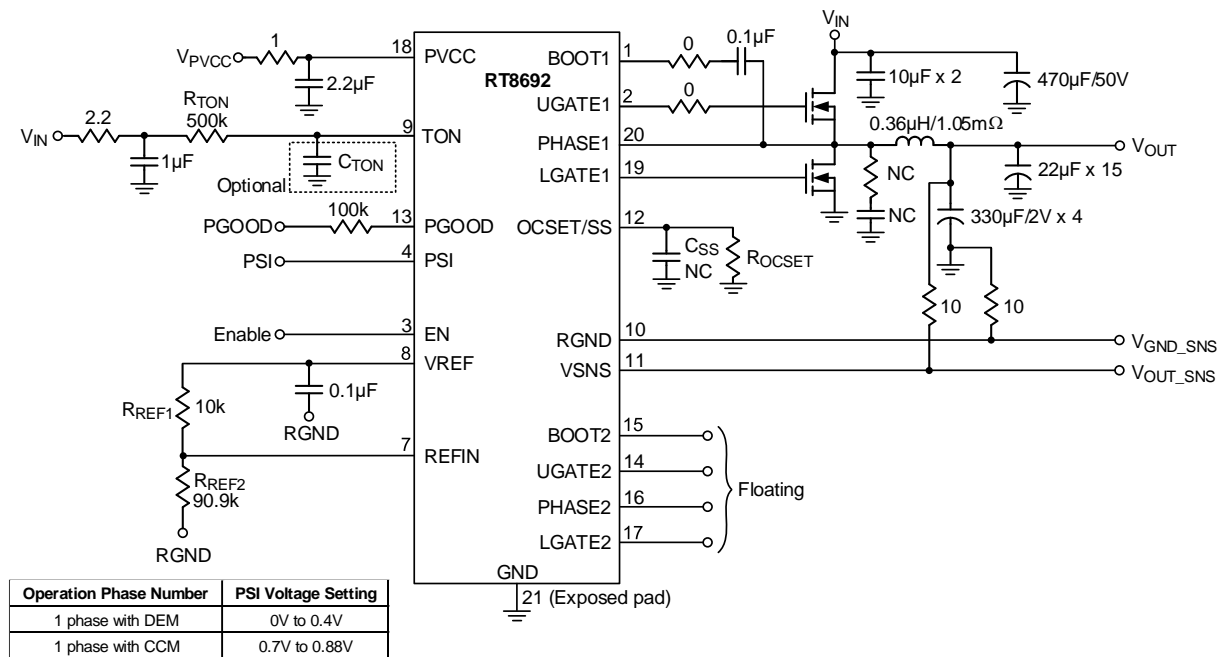 V_IN
0.1µF
1
18
1
0
V_PVCC
PVCC
BOOT1
RT8692
10µF x 2
470µF/50V
2.2µF
0
R_TON
2
UGATE1
500k
2.2
0.36µH/1.05mΩ
V_IN
9
TON
20
PHASE1
V_OUT
1µF
C_TON
19
LGATE1
NC
22µF x 15
Optional
100k
NC
330µF/2V x 4
PGOOD
13
PGOOD
12
OCSET/SS
C_SS
NC
R_OCSET
PSI
4
PSI
10
10
Enable
3
EN
10
RGND
V_GND_SNS
8
VREF
11
VSNS
V_OUT_SNS
0.1µF
R_REF1
10k
RGND
15
BOOT2
7
REFIN
14
UGATE2
R_REF2
Floating
90.9k
16
PHASE2
17
LGATE2
RGND
GND
21 (Exposed pad)
Operation Phase Number PSI Voltage Setting
1 phase with DEM 0V to 0.4V
1 phase with CCM 0.7V to 0.88V